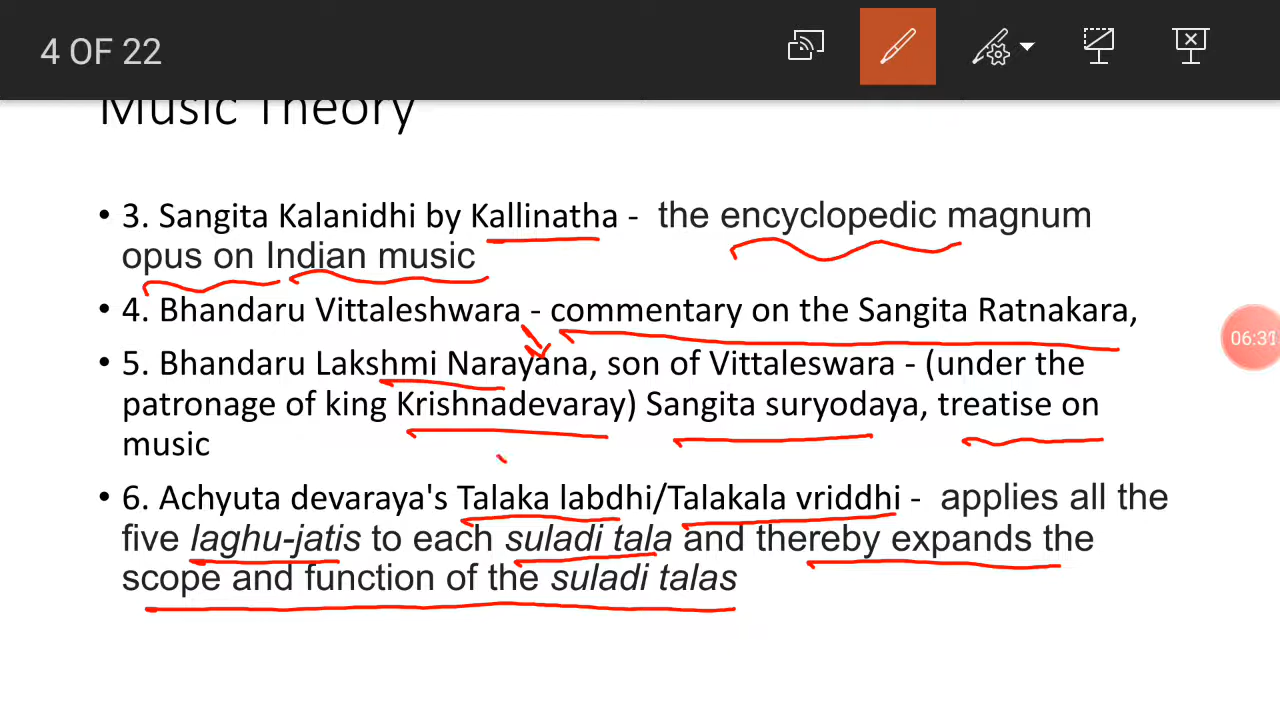 4 OF 22
Music Theory
• 3. Sangita Kalanidhi by Kallinatha - the encyclopedic magnum
opus on Indian music
• 4. Bhandaru Vittaleshwara - commentary on the Sangita Ratnakara,
06:31
• 5. Bhandaru Lakshmi Narayana, son of Vittaleswara - (under the
patronage of king Krishnadevaray) Sangita suryodaya, treatise on
music
• 6. Achyuta devaraya's Talaka labdhi/Talakala vriddhi - applies all the
five laghu-jatis to each suladi tala and thereby expands the
scope and function of the suladi talas